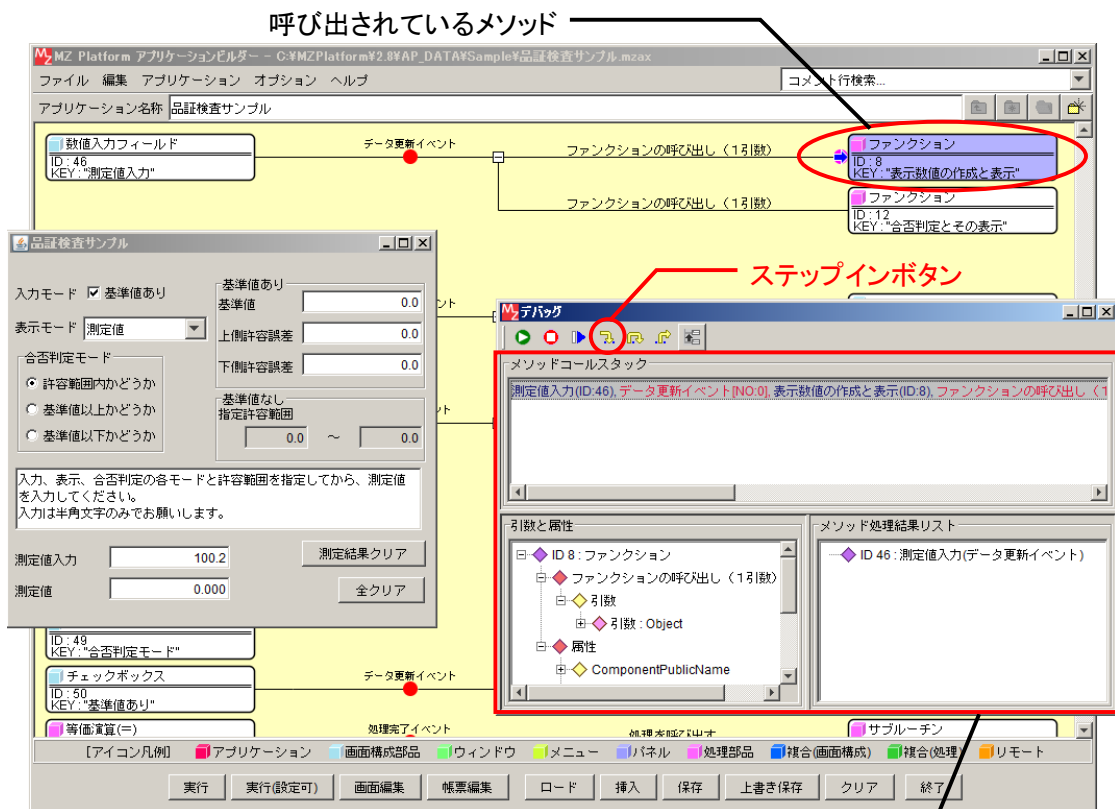 呼び出されているメソッド
MZ Platform アプリケーションビルダー - C:¥MZPlatform¥2.8¥AP_DATA¥Sample¥品証検査サンプル.mzax
ファイル 編集 アプリケーション オプション ヘルプ
コメント行検索...
アプリケーション名称 品証検査サンプル
数値入力フィールド
ID : 46
KEY : "測定値入力"
データ更新イベント
ファンクションの呼び出し（１引数）
ファンクション
ID : 8
KEY : "表示数値の作成と表示"
ファンクションの呼び出し（１引数）
ファンクション
ID : 12
KEY : "合否判定とその表示"
品証検査サンプル
入力モード 基準値あり
表示モード 測定値
合否判定モード
許容範囲内かどうか
基準値以上かどうか
基準値以下かどうか
基準値あり
基準値 0.0
上側許容誤差 0.0
下側許容誤差 0.0
基準値なし
指定許容範囲
0.0 ～ 0.0
入力、表示、合否判定の各モードと許容範囲を指定してから、測定値
を入力してください。
入力は半角文字のみでお願いします。
測定値入力 100.2
測定結果クリア
測定値 0.000
全クリア
ステップインボタン
デバッグ
メソッドコールスタック
測定値入力(ID:46), データ更新イベント[NO:0], 表示数値の作成と表示(ID:8), ファンクションの呼び出し（1
引数と属性
ID 8 : ファンクション
ファンクションの呼び出し（１引数）
引数
引数 : Object
属性
ComponentPublicName
メソッド処理結果リスト
ID 46 : 測定値入力(データ更新イベント)
ID : 49
KEY : "合否判定モード"
チェックボックス
ID : 50
KEY : "基準値あり"
データ更新イベント
等価演算(=)
処理完了イベント
処理を呼び出す
サブルーチン
[アイコン凡例] アプリケーション 画面構成部品 ウィンドウ メニュー パネル 処理部品 複合(画面構成) 複合(処理) リモート
実行 実行(設定可) 画面編集 帳票編集 ロード 挿入 保存 上書き保存 クリア 終了